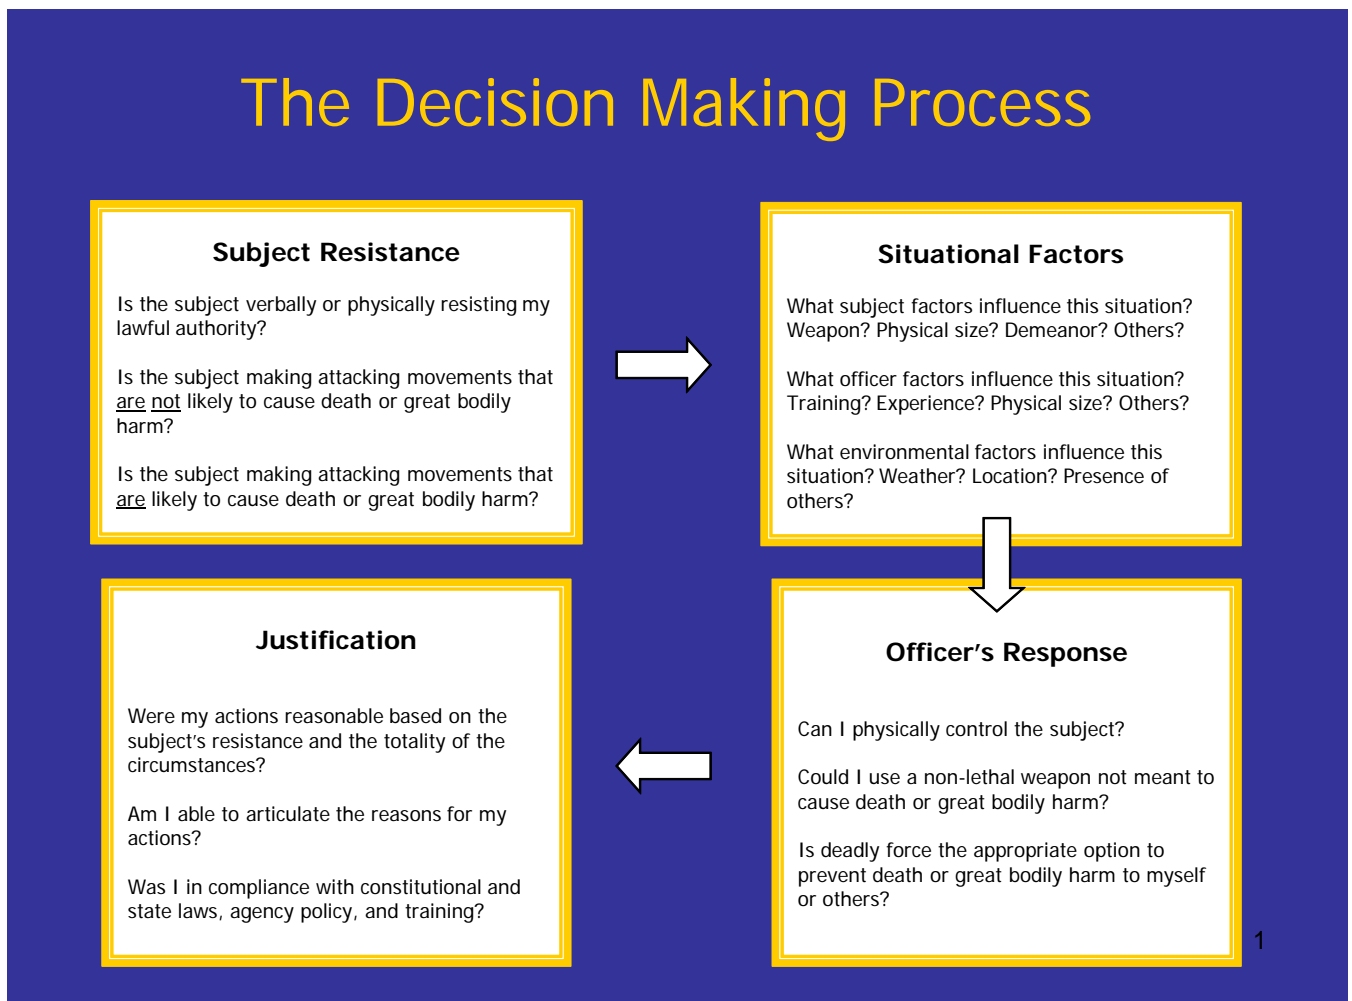 The Decision Making Process
Subject Resistance
Is the subject verbally or physically resisting my
lawful authority?
Is the subject making attacking movements that
are not likely to cause death or great bodily
harm?
Is the subject making attacking movements that
are likely to cause death or great bodily harm?
Situational Factors
What subject factors influence this situation?
Weapon? Physical size? Demeanor? Others?
What officer factors influence this situation?
Training? Experience? Physical size? Others?
What environmental factors influence this
situation? Weather? Location? Presence of
others?
Officer's Response
Can I physically control the subject?
Could I use a non-lethal weapon not meant to
cause death or great bodily harm?
Is deadly force the appropriate option to
prevent death or great bodily harm to myself
or others?
Justification
Were my actions reasonable based on the
subject's resistance and the totality of the
circumstances?
Am I able to articulate the reasons for my
actions?
Was I in compliance with constitutional and
state laws, agency policy, and training?
1